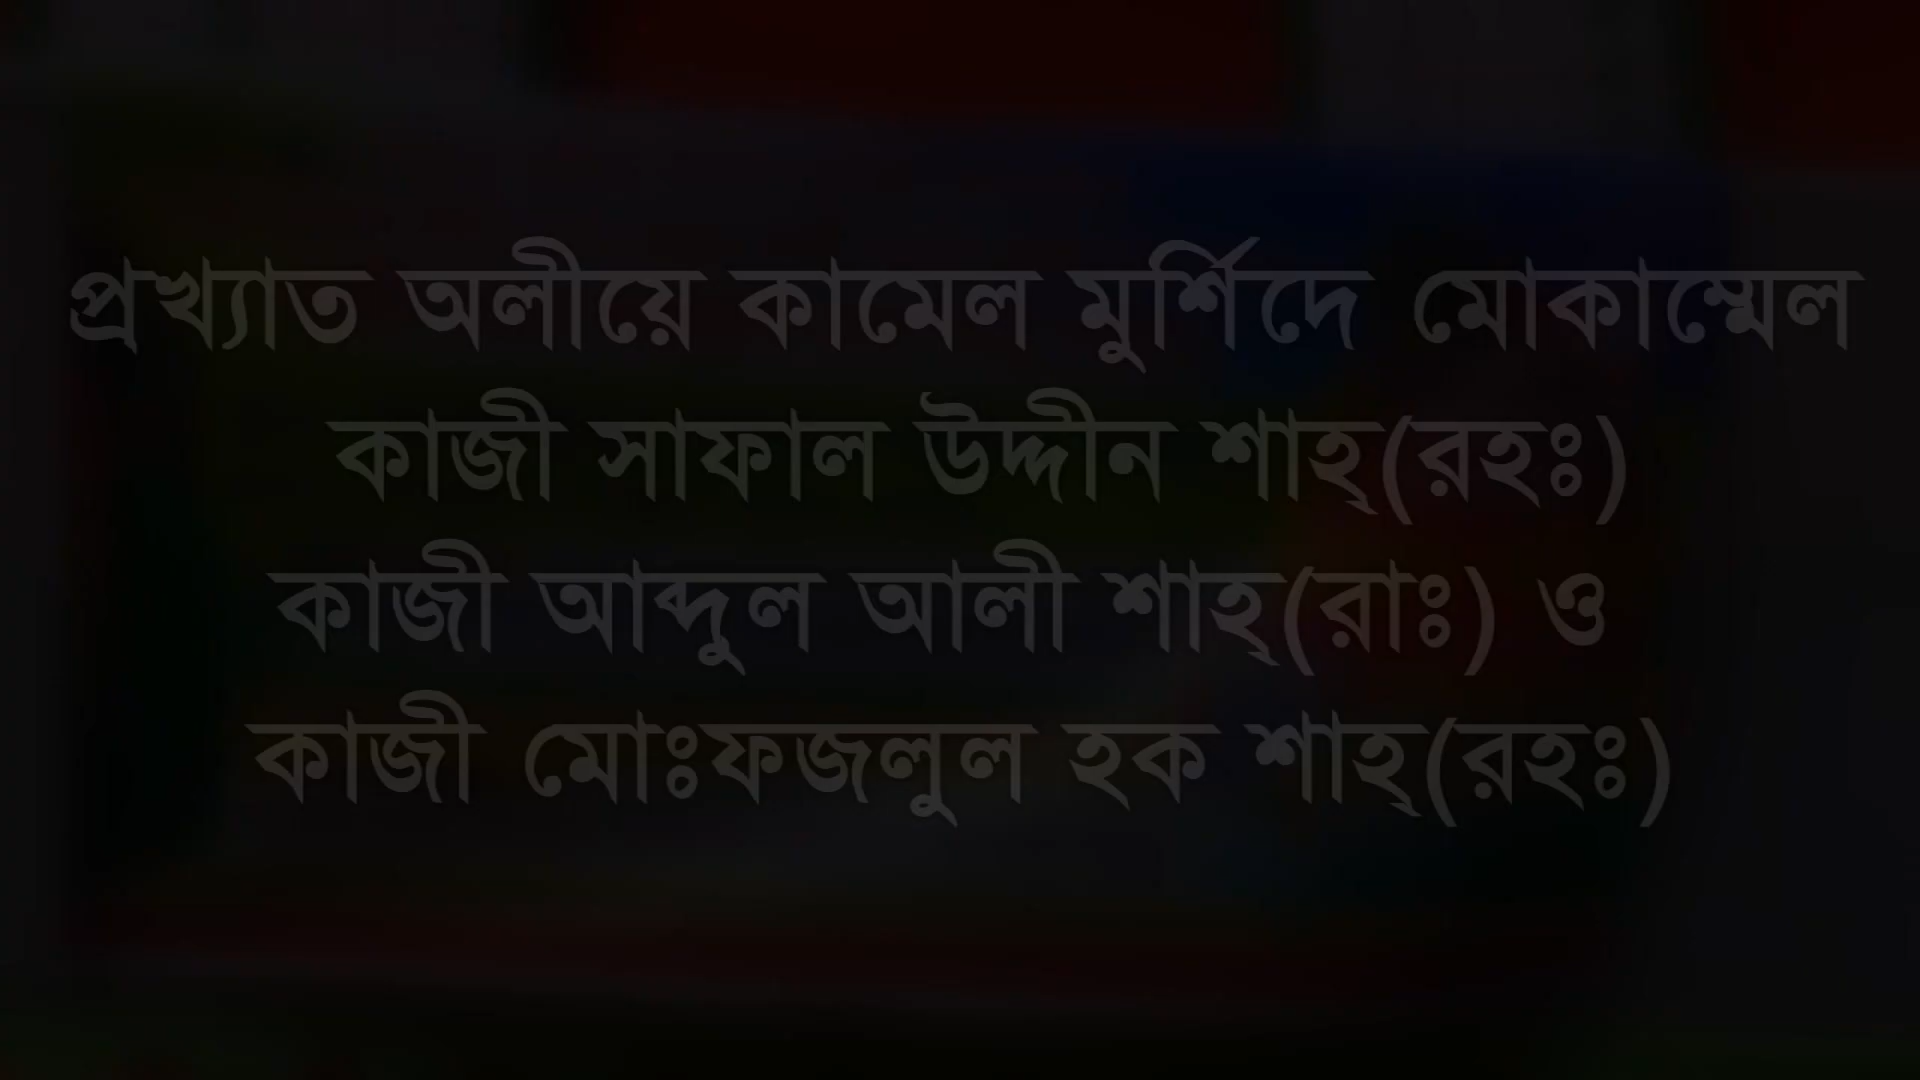 প্রখ্যাত অলীয়ে কামেল মুর্শিদে মোকাম্মেল
কাজী সাফাল উদ্দীন শাহ্(রহঃ)
কাজী আব্দুল আলী শাহ্(রাঃ) ও
কাজী মোঃফজলুল হক শাহ্(রহঃ)